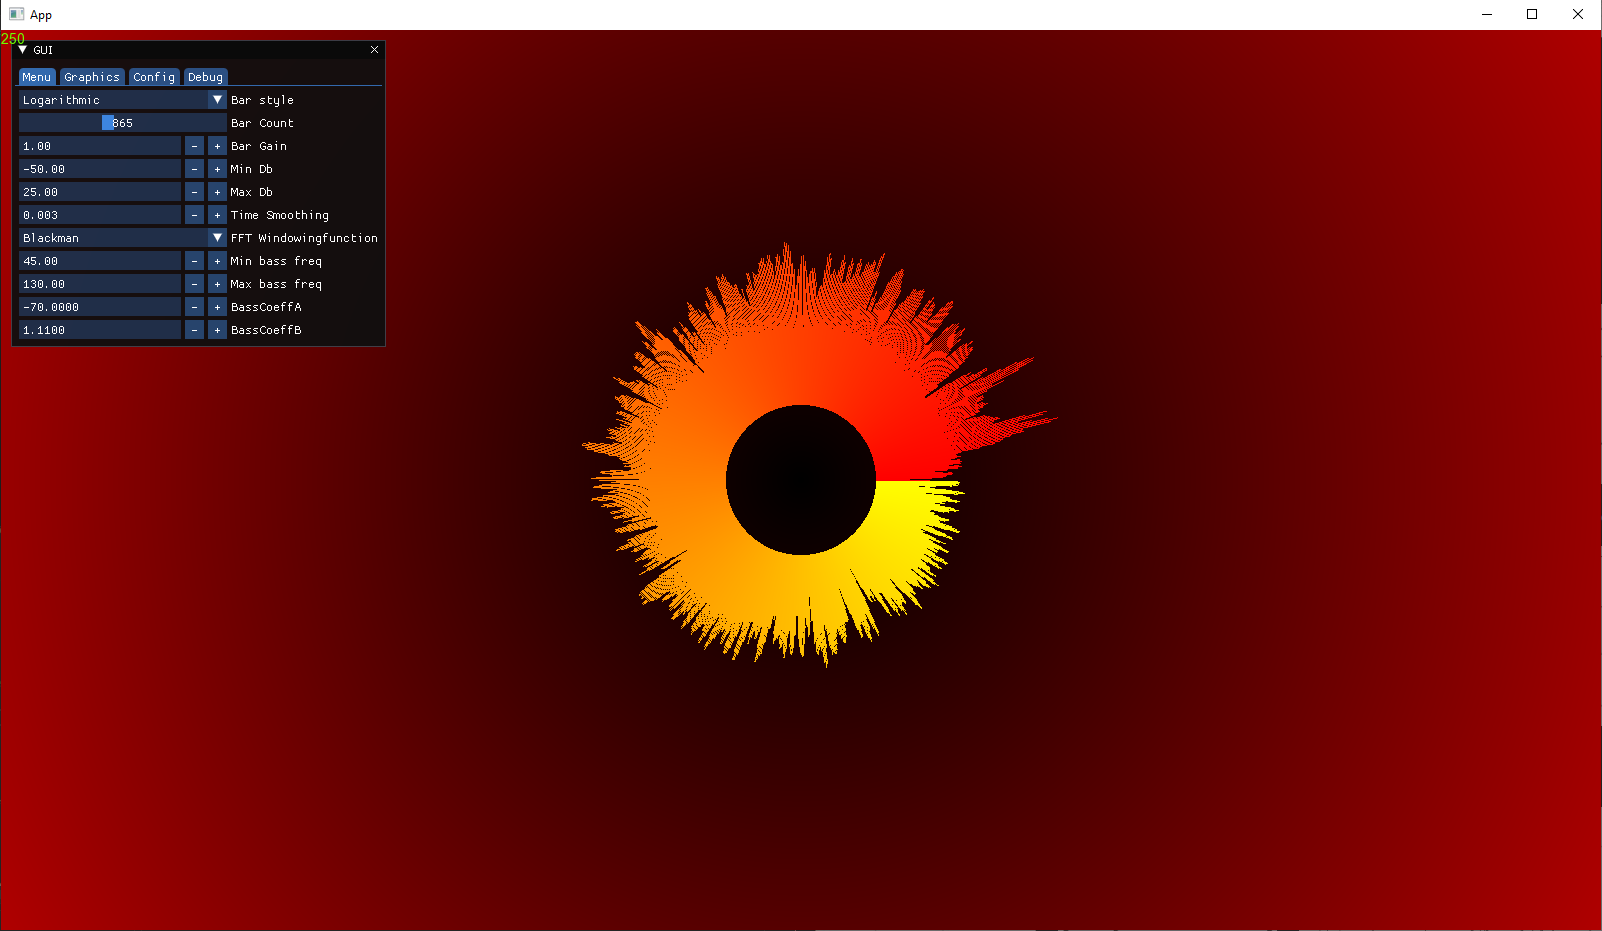 App
250
GUI
Menu Graphics Config Debug
Logarithmic Bar style
865 Bar Count
1.00 - + Bar Gain
-50.00 - + Min Db
25.00 - + Max Db
0.003 - + Time Smoothing
Blackman FFT Windowingfunction
45.00 - + Min bass freq
130.00 - + Max bass freq
-70.0000 - + BassCoeffA
1.1100 - + BassCoeffB